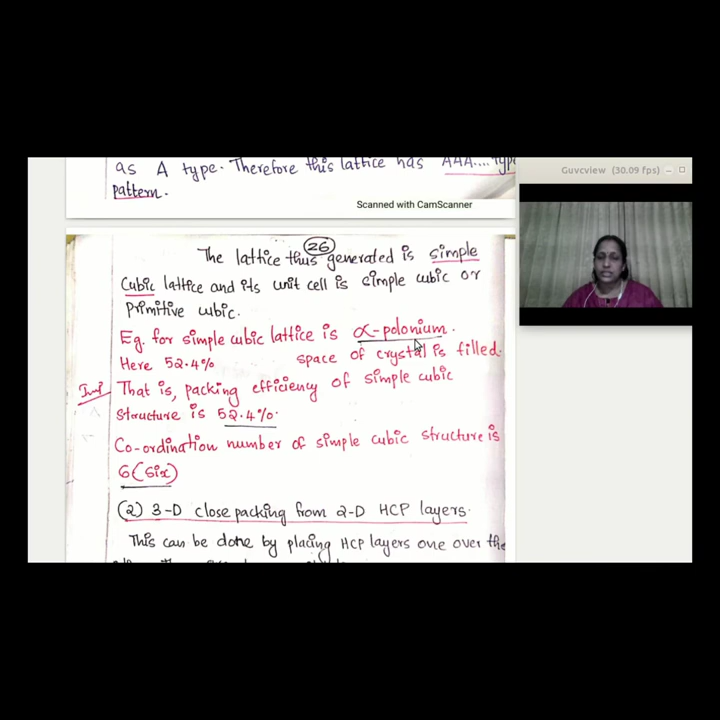 as A type. Therefore this lattice has AAA.... type
pattern.
Scanned with CamScanner
Guvcview (30.09 fps)
26
The lattice thus generated is simple
Cubic lattice and its unit cell is simple cubic or
Primitive cubic.
Eg. for simple cubic lattice is α-polonium.
Here 52.4% space of crystal is filled.
That is, packing efficiency of simple cubic
Structure is 52.4%.
Co-ordination number of simple cubic structure is
6(Six)
(2) 3-D close packing from 2-D HCP layers.
This can be done by placing HCP layers one over the